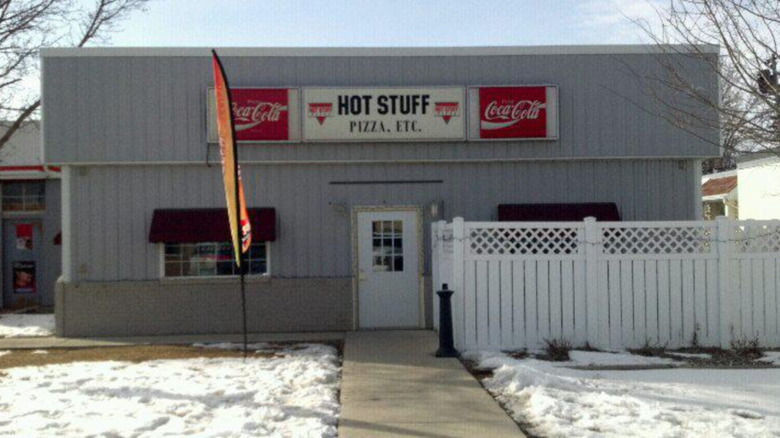 Coca-Cola
HOT STUFF
PIZZA, ETC.
Coca-Cola